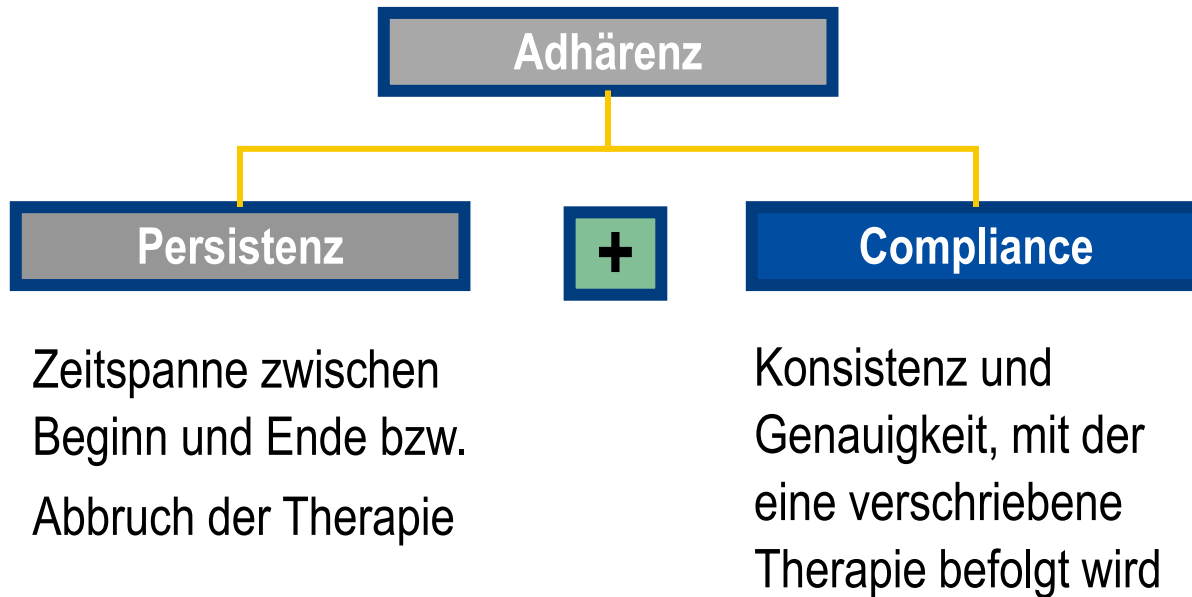 Adhärenz
Persistenz
+
Compliance
Zeitspanne zwischen
Beginn und Ende bzw.
Abbruch der Therapie
Konsistenz und
Genauigkeit, mit der
eine verschriebene
Therapie befolgt wird